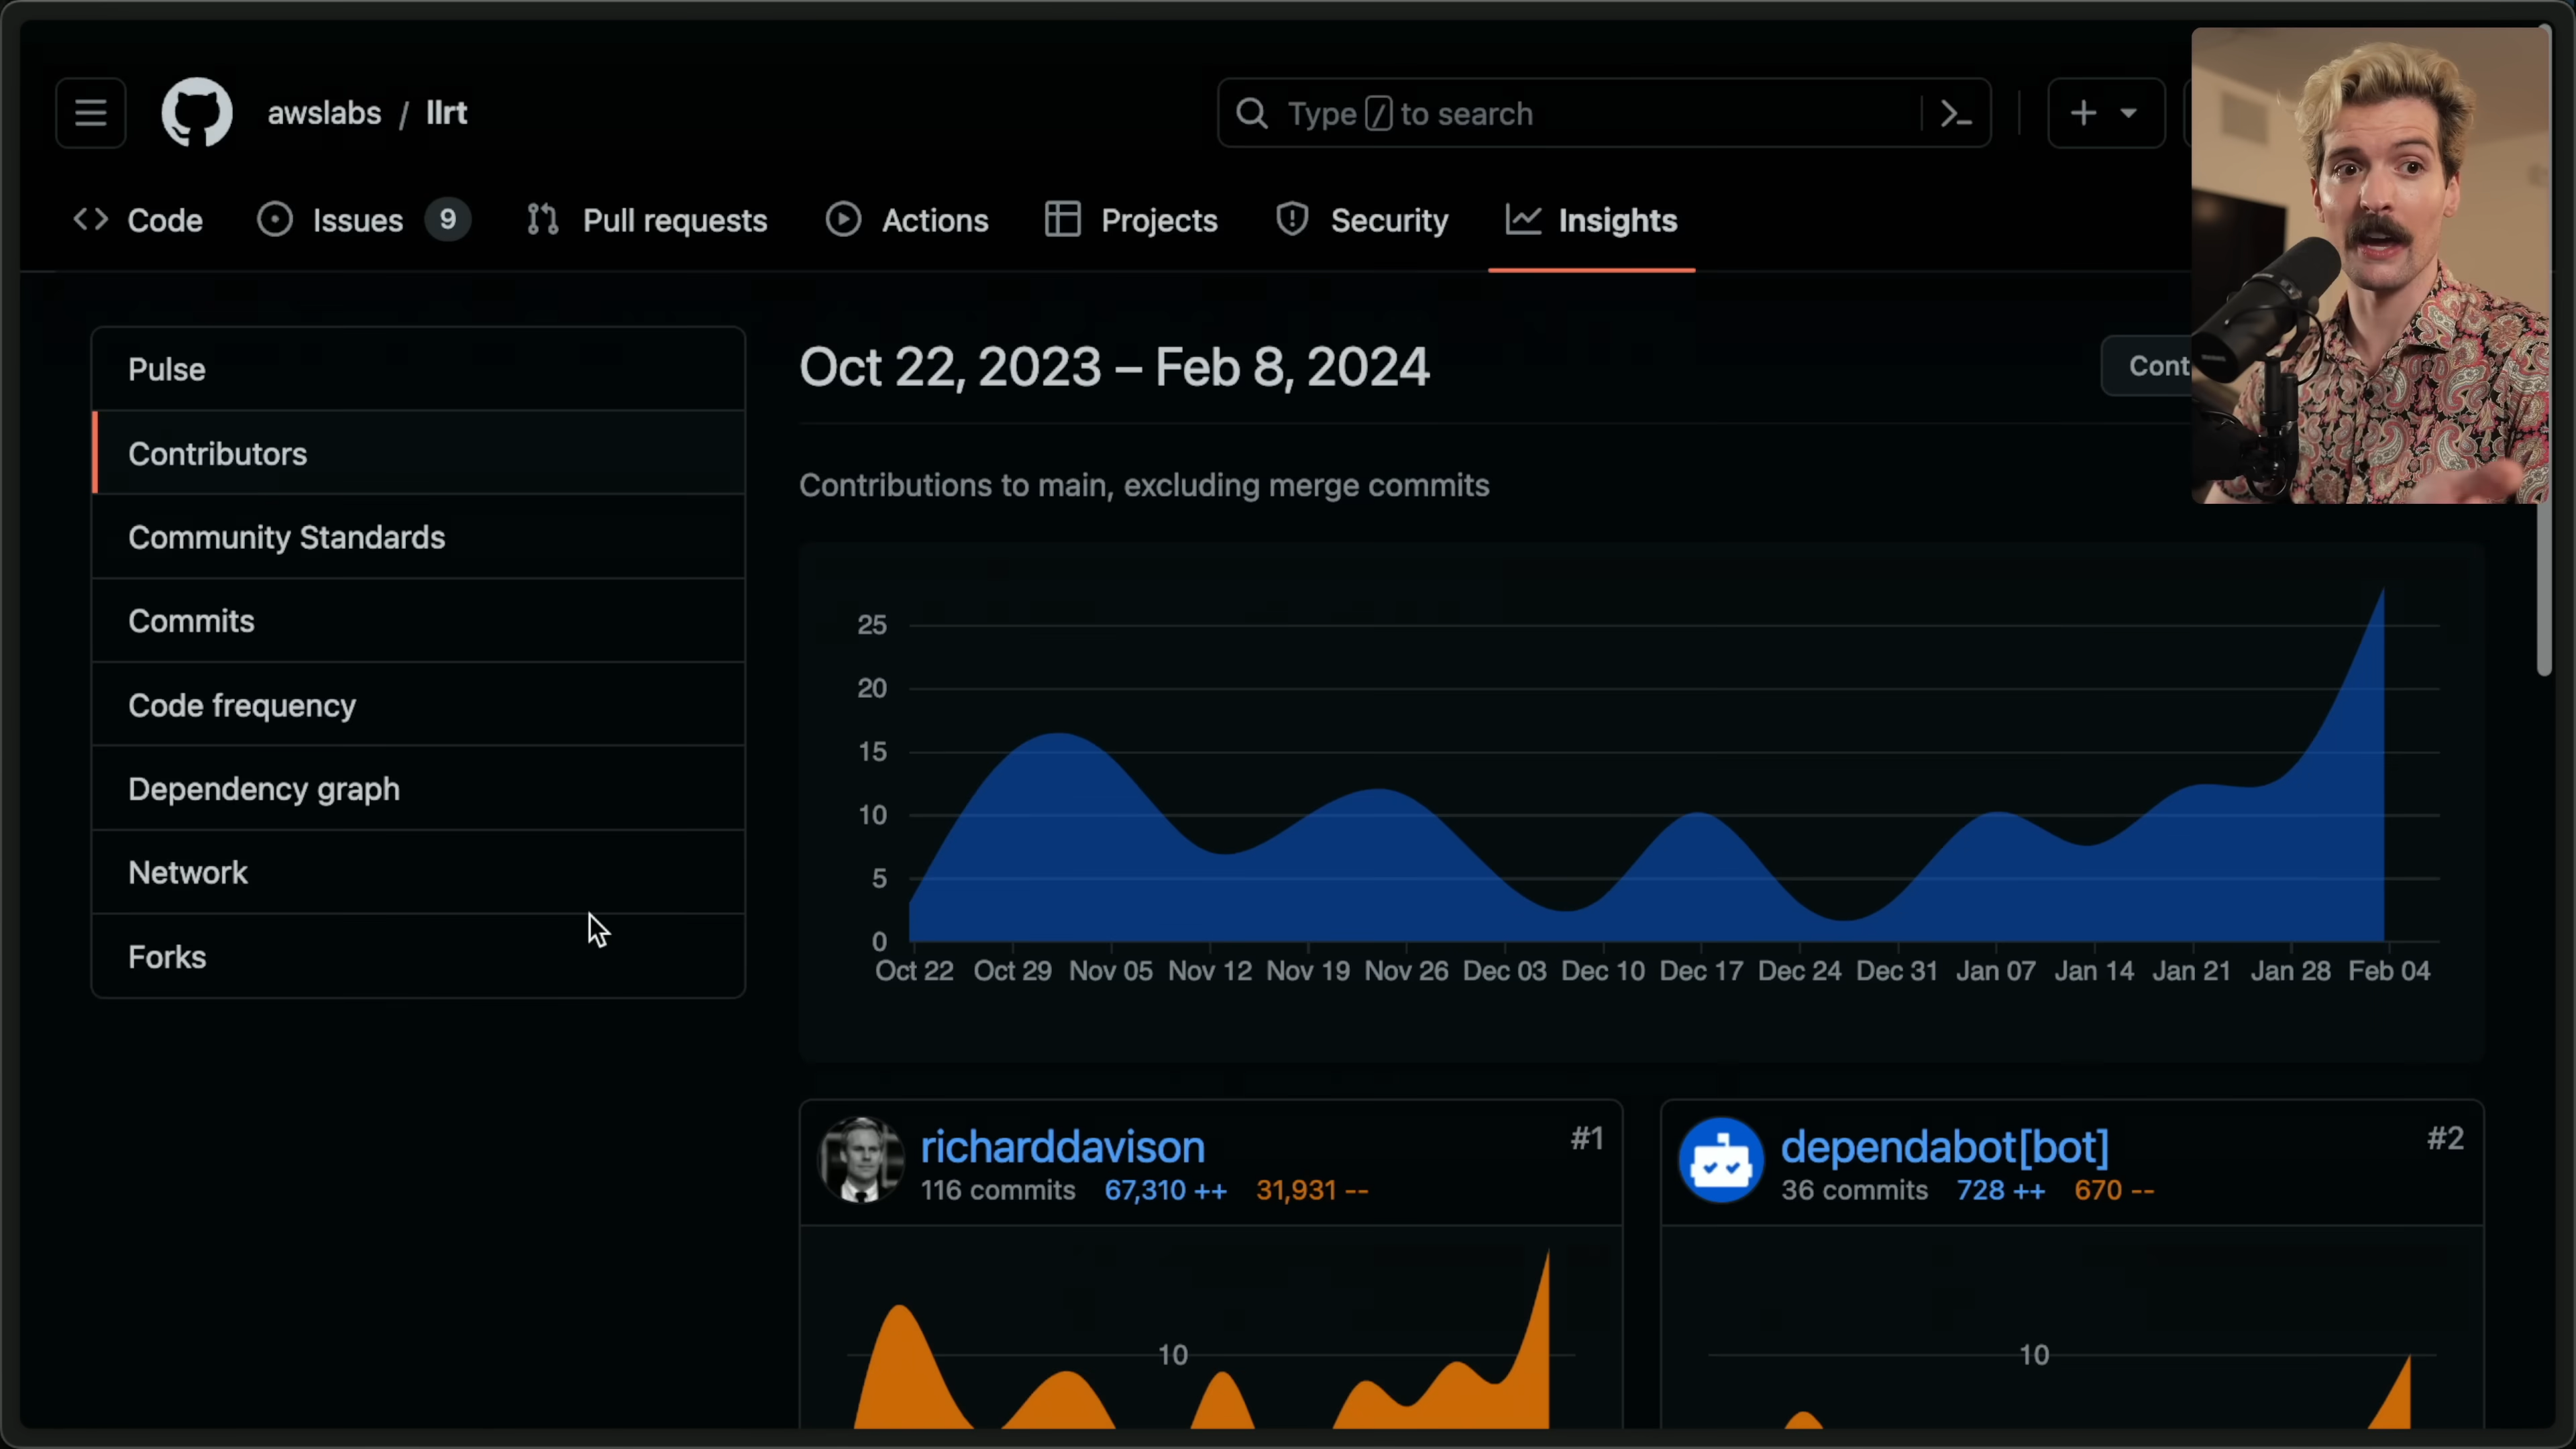 awslabs / llrt
Type / to search
Code
Issues 9
Pull requests
Actions
Projects
Security
Insights
Pulse
Contributors
Community Standards
Commits
Code frequency
Dependency graph
Network
Forks
Oct 22, 2023 – Feb 8, 2024
Cont
Contributions to main, excluding merge commits
25
20
15
10
5
0
Oct 22 Oct 29 Nov 05 Nov 12 Nov 19 Nov 26 Dec 03 Dec 10 Dec 17 Dec 24 Dec 31 Jan 07 Jan 14 Jan 21 Jan 28 Feb 04
richarddavison #1
116 commits 67,310 ++ 31,931 --
10
dependabot[bot] #2
36 commits 728 ++ 670 --
10